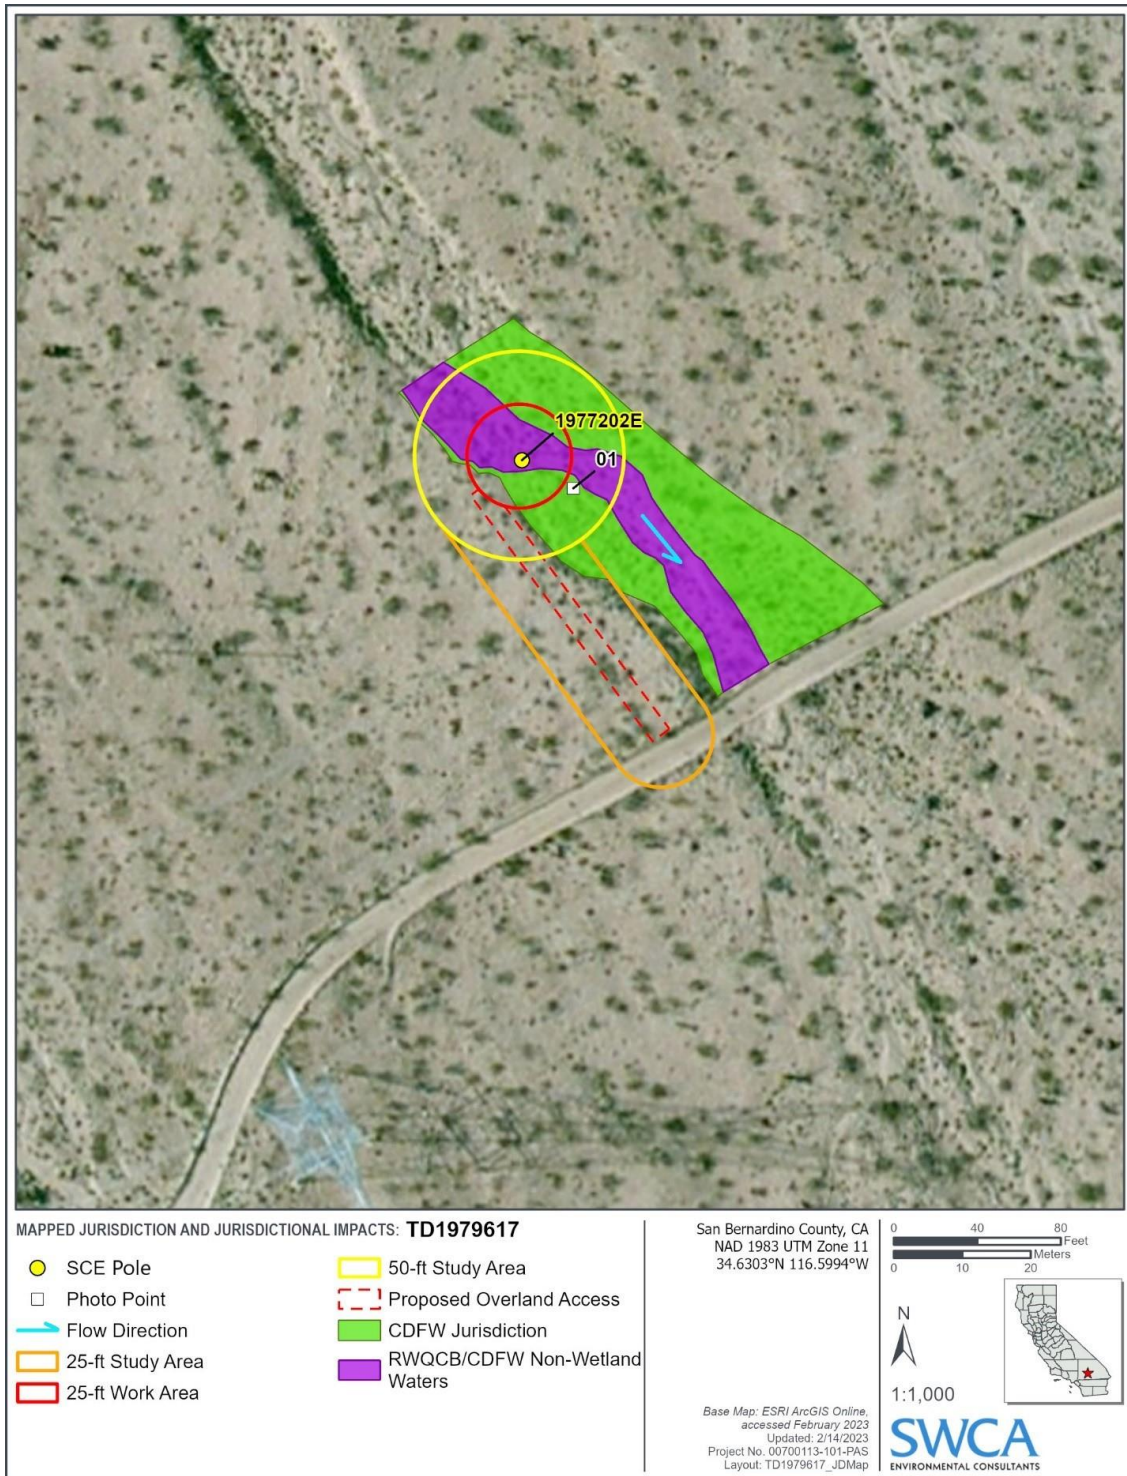 1977202E
01
MAPPED JURISDICTION AND JURISDICTIONAL IMPACTS: TD1979617
SCE Pole
Photo Point
Flow Direction
25-ft Study Area
25-ft Work Area
50-ft Study Area
Proposed Overland Access
CDFW Jurisdiction
RWQCB/CDFW Non-Wetland
Waters
San Bernardino County, CA
NAD 1983 UTM Zone 11
34.6303°N 116.5994°W
Base Map: ESRI ArcGIS Online,
accessed February 2023
Updated: 2/14/2023
Project No. 00700113-101-PAS
Layout: TD1979617_JDMap
0 40 80
Feet
Meters
0 10 20
N
1:1,000
SWCA
ENVIRONMENTAL CONSULTANTS